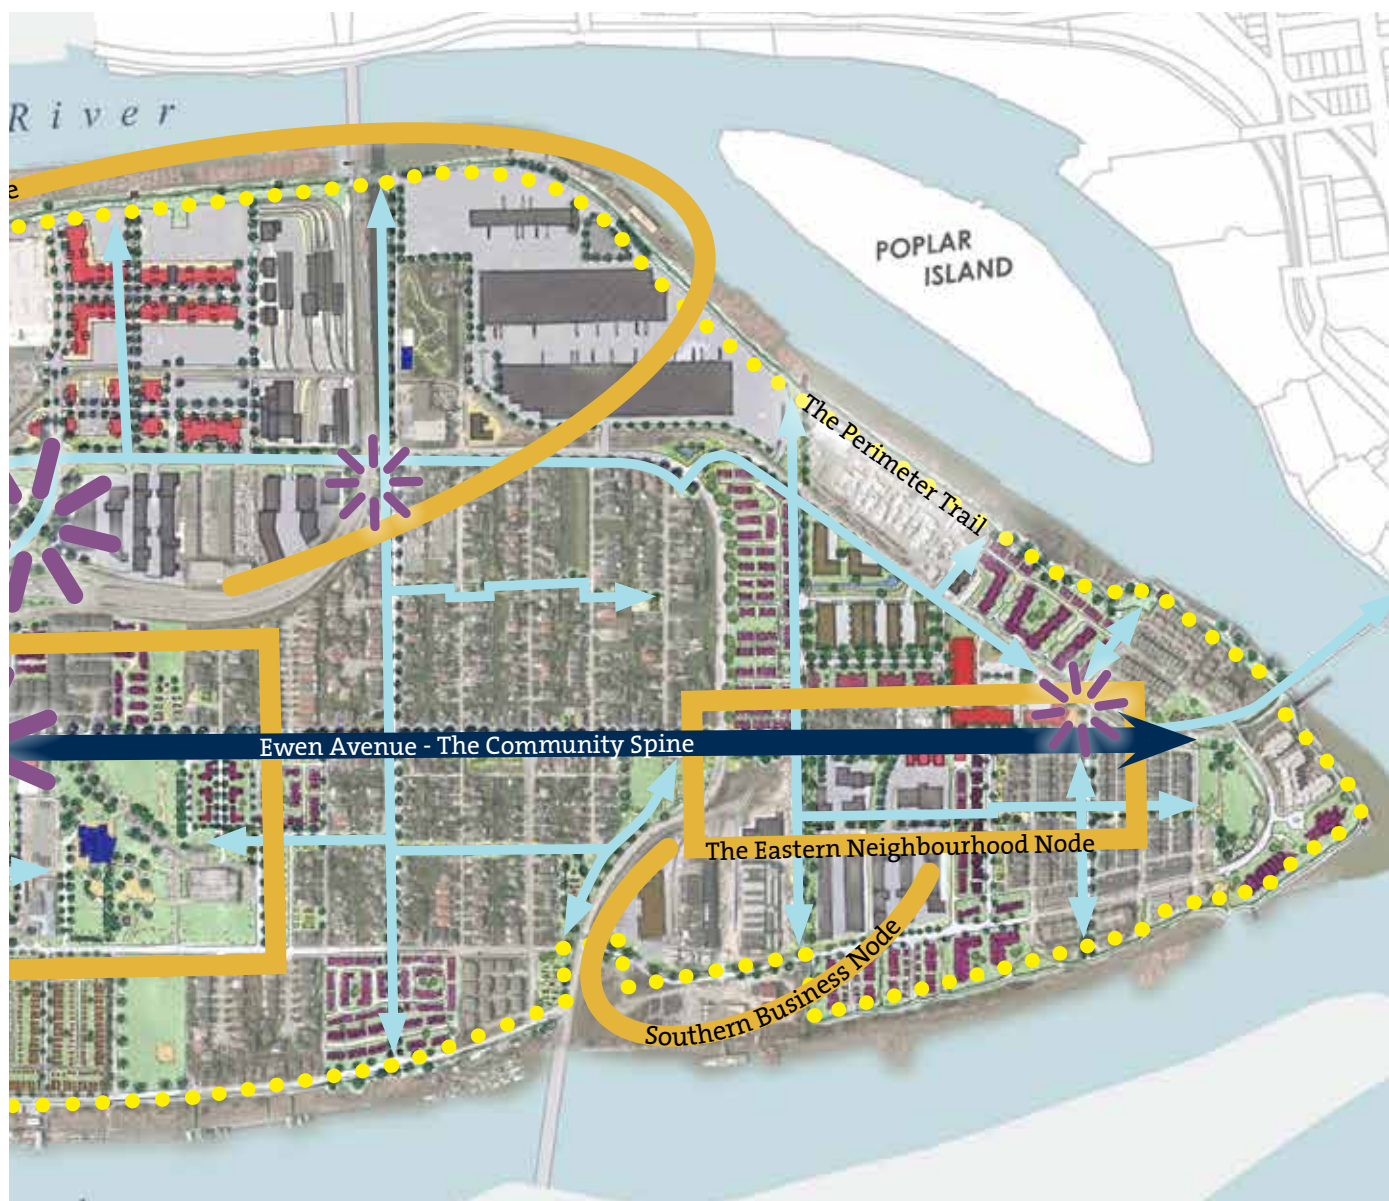 River
e
POPLAR
ISLAND
The Perimeter Trail
Ewen Avenue - The Community Spine
The Eastern Neighbourhood Node
Southern Business Node